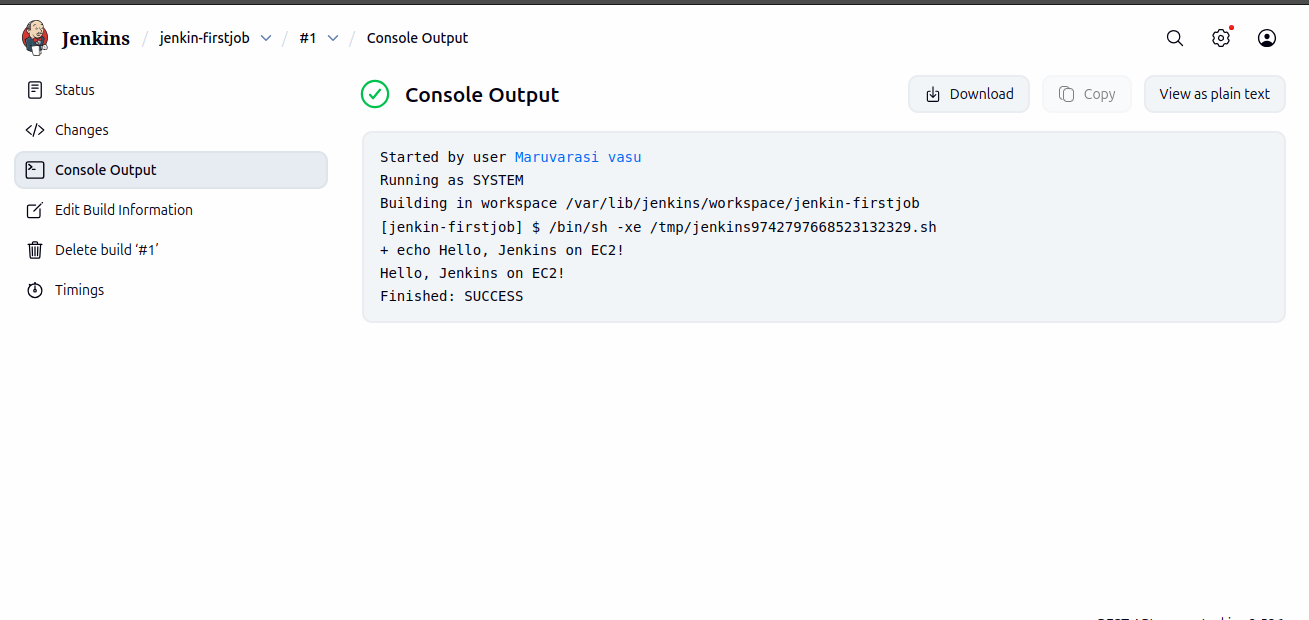 Jenkins / jenkin-firstjob / #1 / Console Output
Status
Changes
Console Output
Edit Build Information
Delete build ‘#1’
Timings
Console Output
Download
Copy
View as plain text
Started by user Maruvarasi vasu
Running as SYSTEM
Building in workspace /var/lib/jenkins/workspace/jenkin-firstjob
[jenkin-firstjob] $ /bin/sh -xe /tmp/jenkins9742797668523132329.sh
+ echo Hello, Jenkins on EC2!
Hello, Jenkins on EC2!
Finished: SUCCESS